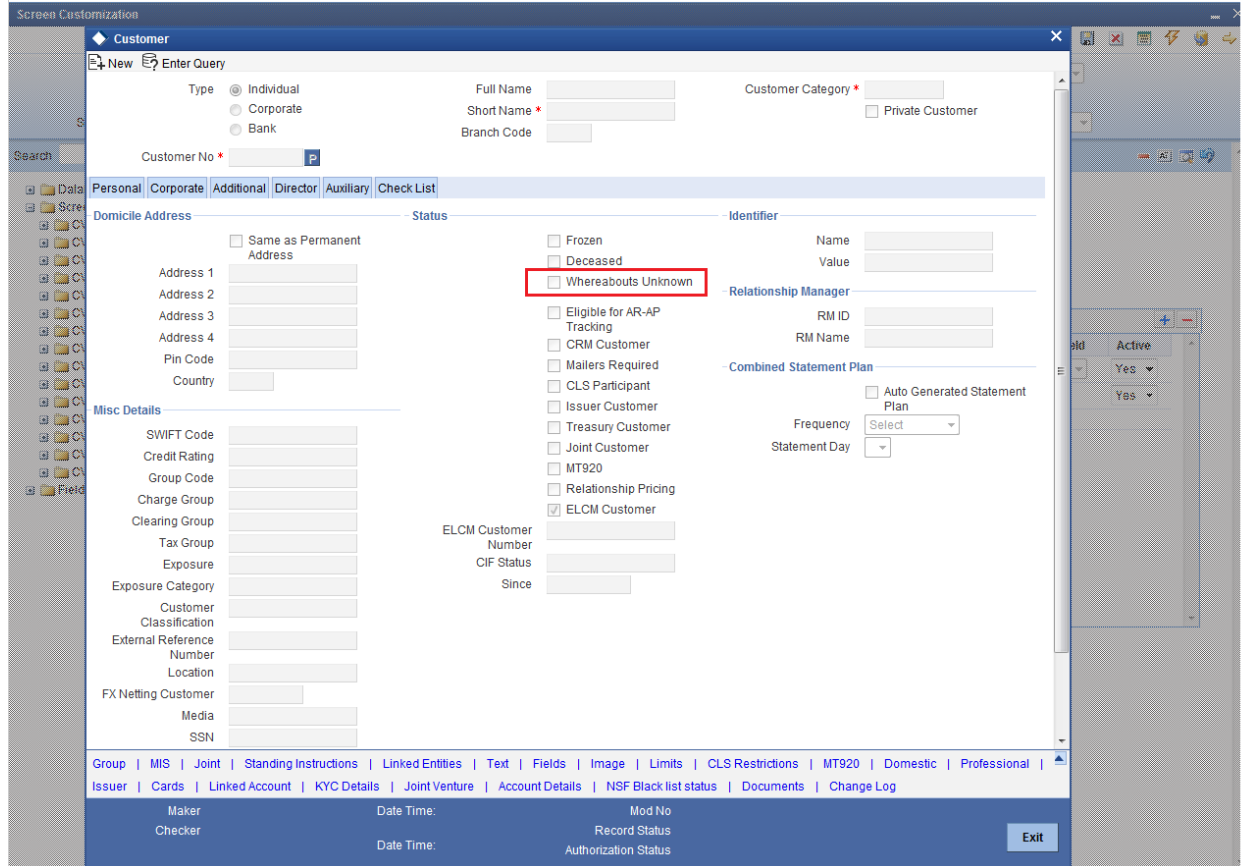 Screen Customization
Customer
New Enter Query
Type Individual Full Name Customer Category *
Corporate Short Name * Private Customer
Bank Branch Code
Customer No * P
Search
Personal Corporate Additional Director Auxiliary Check List
Domicile Address Status Identifier
Same as Permanent Address Frozen Name
Deceased Value
Address 1 Whereabouts Unknown
Address 2 Relationship Manager
Address 3 Eligible for AR-AP Tracking RM ID
Address 4 CRM Customer RM Name
Pin Code Mailers Required Combined Statement Plan
Country CLS Participant Auto Generated Statement Plan
Misc Details Issuer Customer
SWIFT Code Treasury Customer Frequency Select
Credit Rating Joint Customer Statement Day
Group Code MT920
Charge Group Relationship Pricing
Clearing Group ELCM Customer
Tax Group ELCM Customer Number
Exposure CIF Status
Exposure Category Since
Customer Classification
External Reference Number
Location
FX Netting Customer
Media
SSN
Active
Yes
Yes
Group | MIS | Joint | Standing Instructions | Linked Entities | Text | Fields | Image | Limits | CLS Restrictions | MT920 | Domestic | Professional |
Issuer | Cards | Linked Account | KYC Details | Joint Venture | Account Details | NSF Black list status | Documents | Change Log
Maker Date Time: Mod No
Checker Record Status
Date Time: Authorization Status
Exit